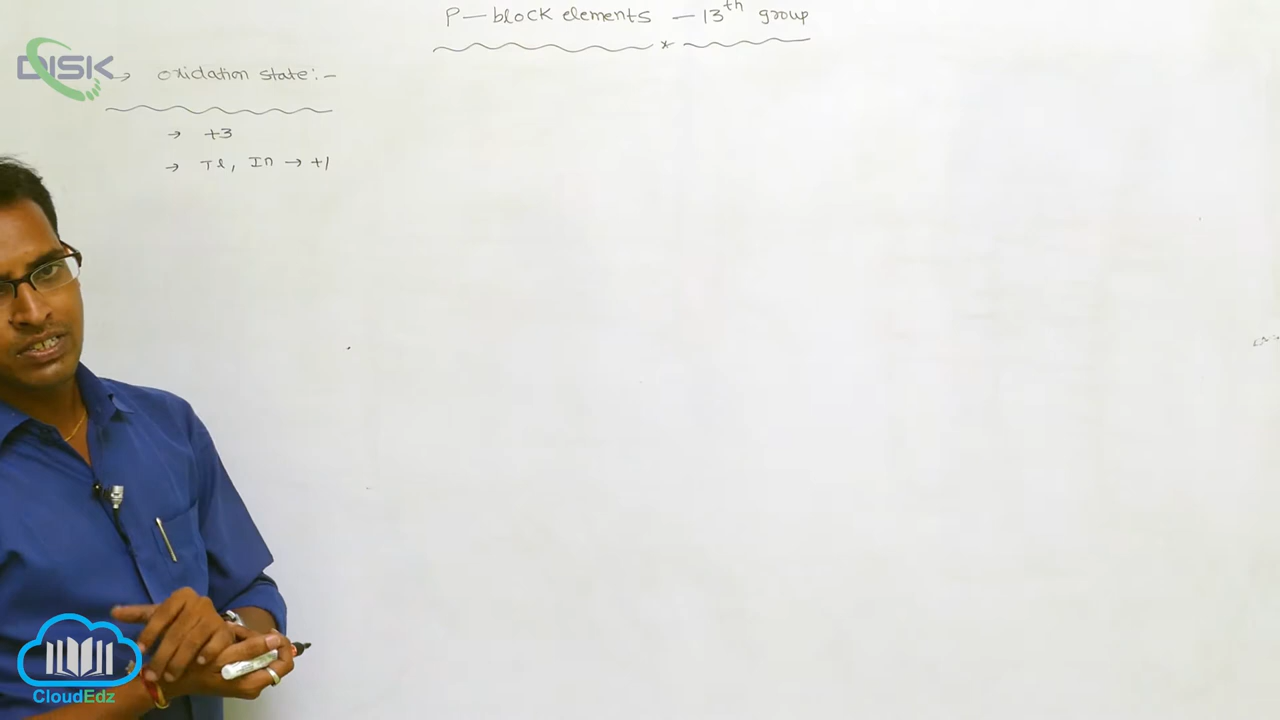 P-block elements - 13th group
DISK
→ oxidation state:-
→ +3
→ Tl, In → +1
CloudEdz